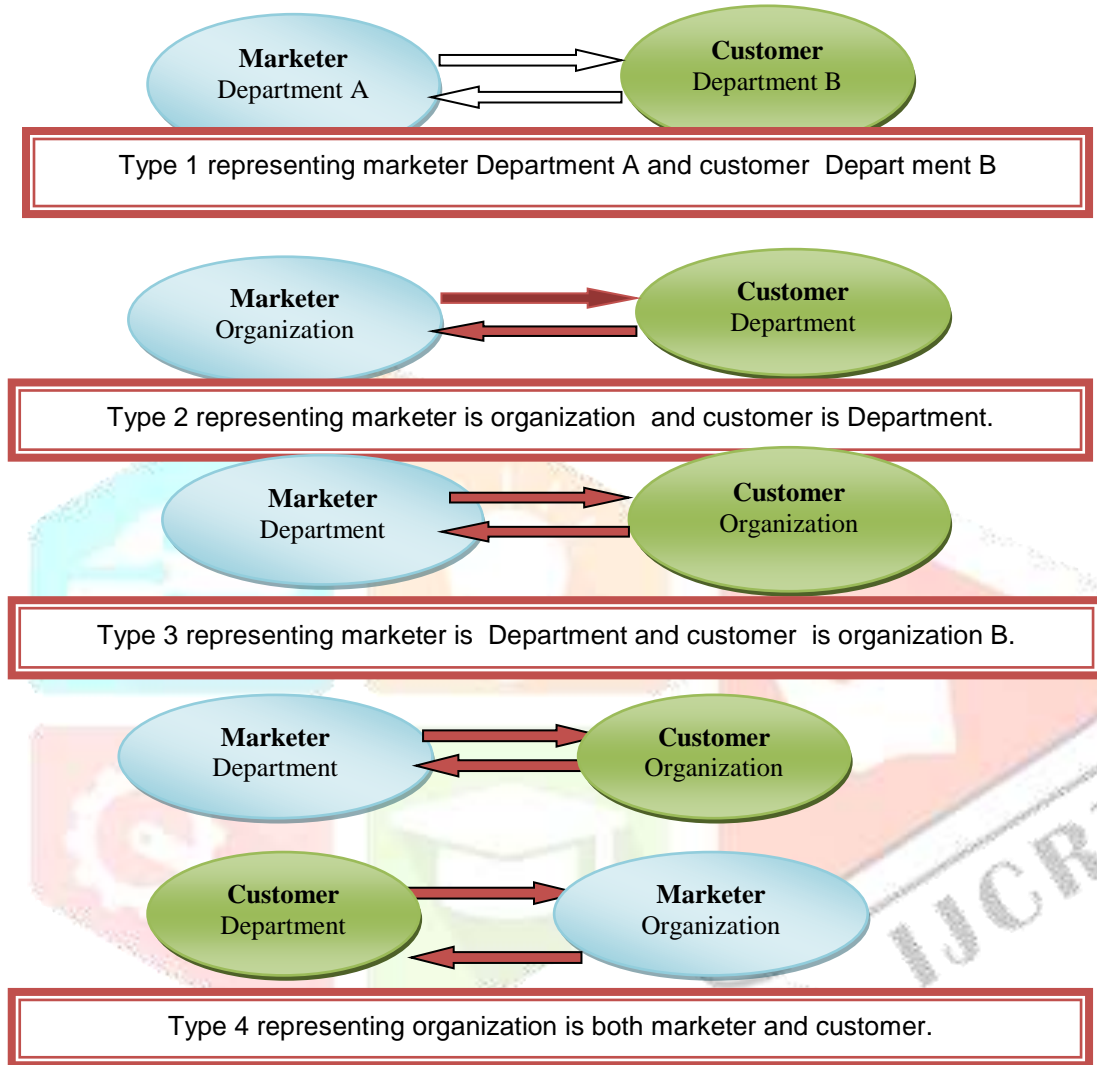 Marketer
Department A
Customer
Department B
Type 1 representing marketer Department A and customer Depart ment B
Marketer
Organization
Customer
Department
Type 2 representing marketer is organization and customer is Department.
Marketer
Department
Customer
Organization
Type 3 representing marketer is Department and customer is organization B.
Marketer
Department
Customer
Organization
Customer
Department
Marketer
Organization
Type 4 representing organization is both marketer and customer.